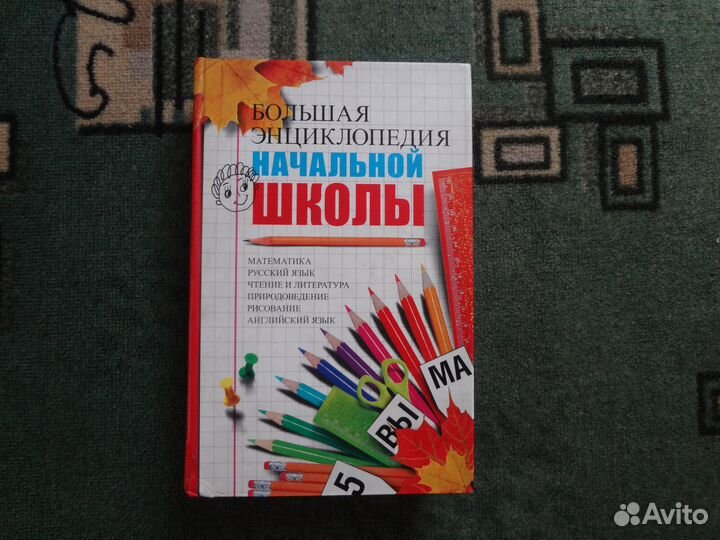 БОЛЬШАЯ
ЭНЦИКЛОПЕДИЯ
НАЧАЛЬНОЙ
ШКОЛЫ
МАТЕМАТИКА
РУССКИЙ ЯЗЫК
ЧТЕНИЕ И ЛИТЕРАТУРА
ПРИРОДОВЕДЕНИЕ
РИСОВАНИЕ
АНГЛИЙСКИЙ ЯЗЫК
МА
ВЫ
5
Avito